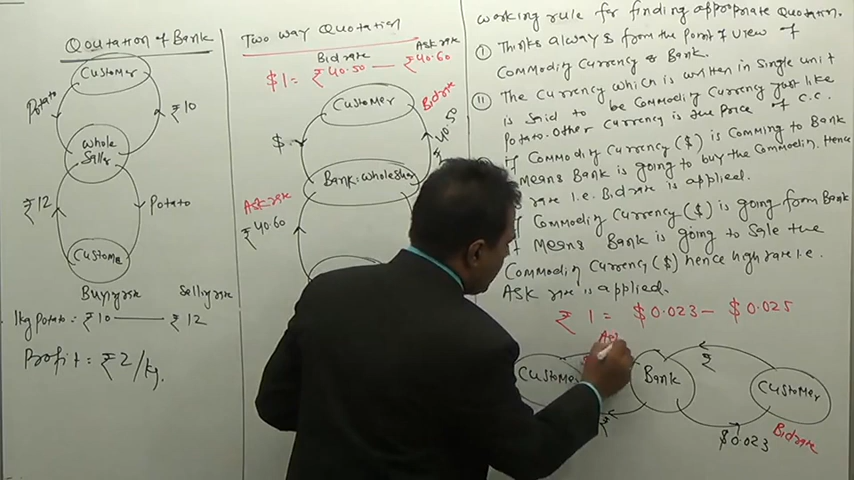 Qoutation of Bank
Customer
Potato
₹10
Whole
Seller
₹12
Potato
Customer
Buying rate Selling rate
1kg Potato = ₹10 —— ₹12
Profit = ₹2/kg.
Two way Quotation
Bid rate Ask rate
$1 = ₹40.50 — ₹40.60
Customer
Bid rate
$
40.50
Bank = wholeseller
Ask rate
₹40.60
working rule for finding appropriate Quotation.
I Thinks always from the Point of view of
Commodity Currency & Bank.
II The Currency which is written in Single unit
is Said to be Commodity Currency just like
Potato. Other Currency is the Price of C.C.
If Commodity Currency ($) is Comming to Bank
Means Bank is going to buy the Commodity. Hence
rate i.e. Bid rate is applied.
If Commodity Currency ($) is going from Bank
Means Bank is going to Sale the
Commodity Currency ($) hence high rate i.e.
Ask rate is applied.
₹ 1 = $0.023 — $0.025
Customer
₹
Bank
₹
Customer
$0.023
Bid rate